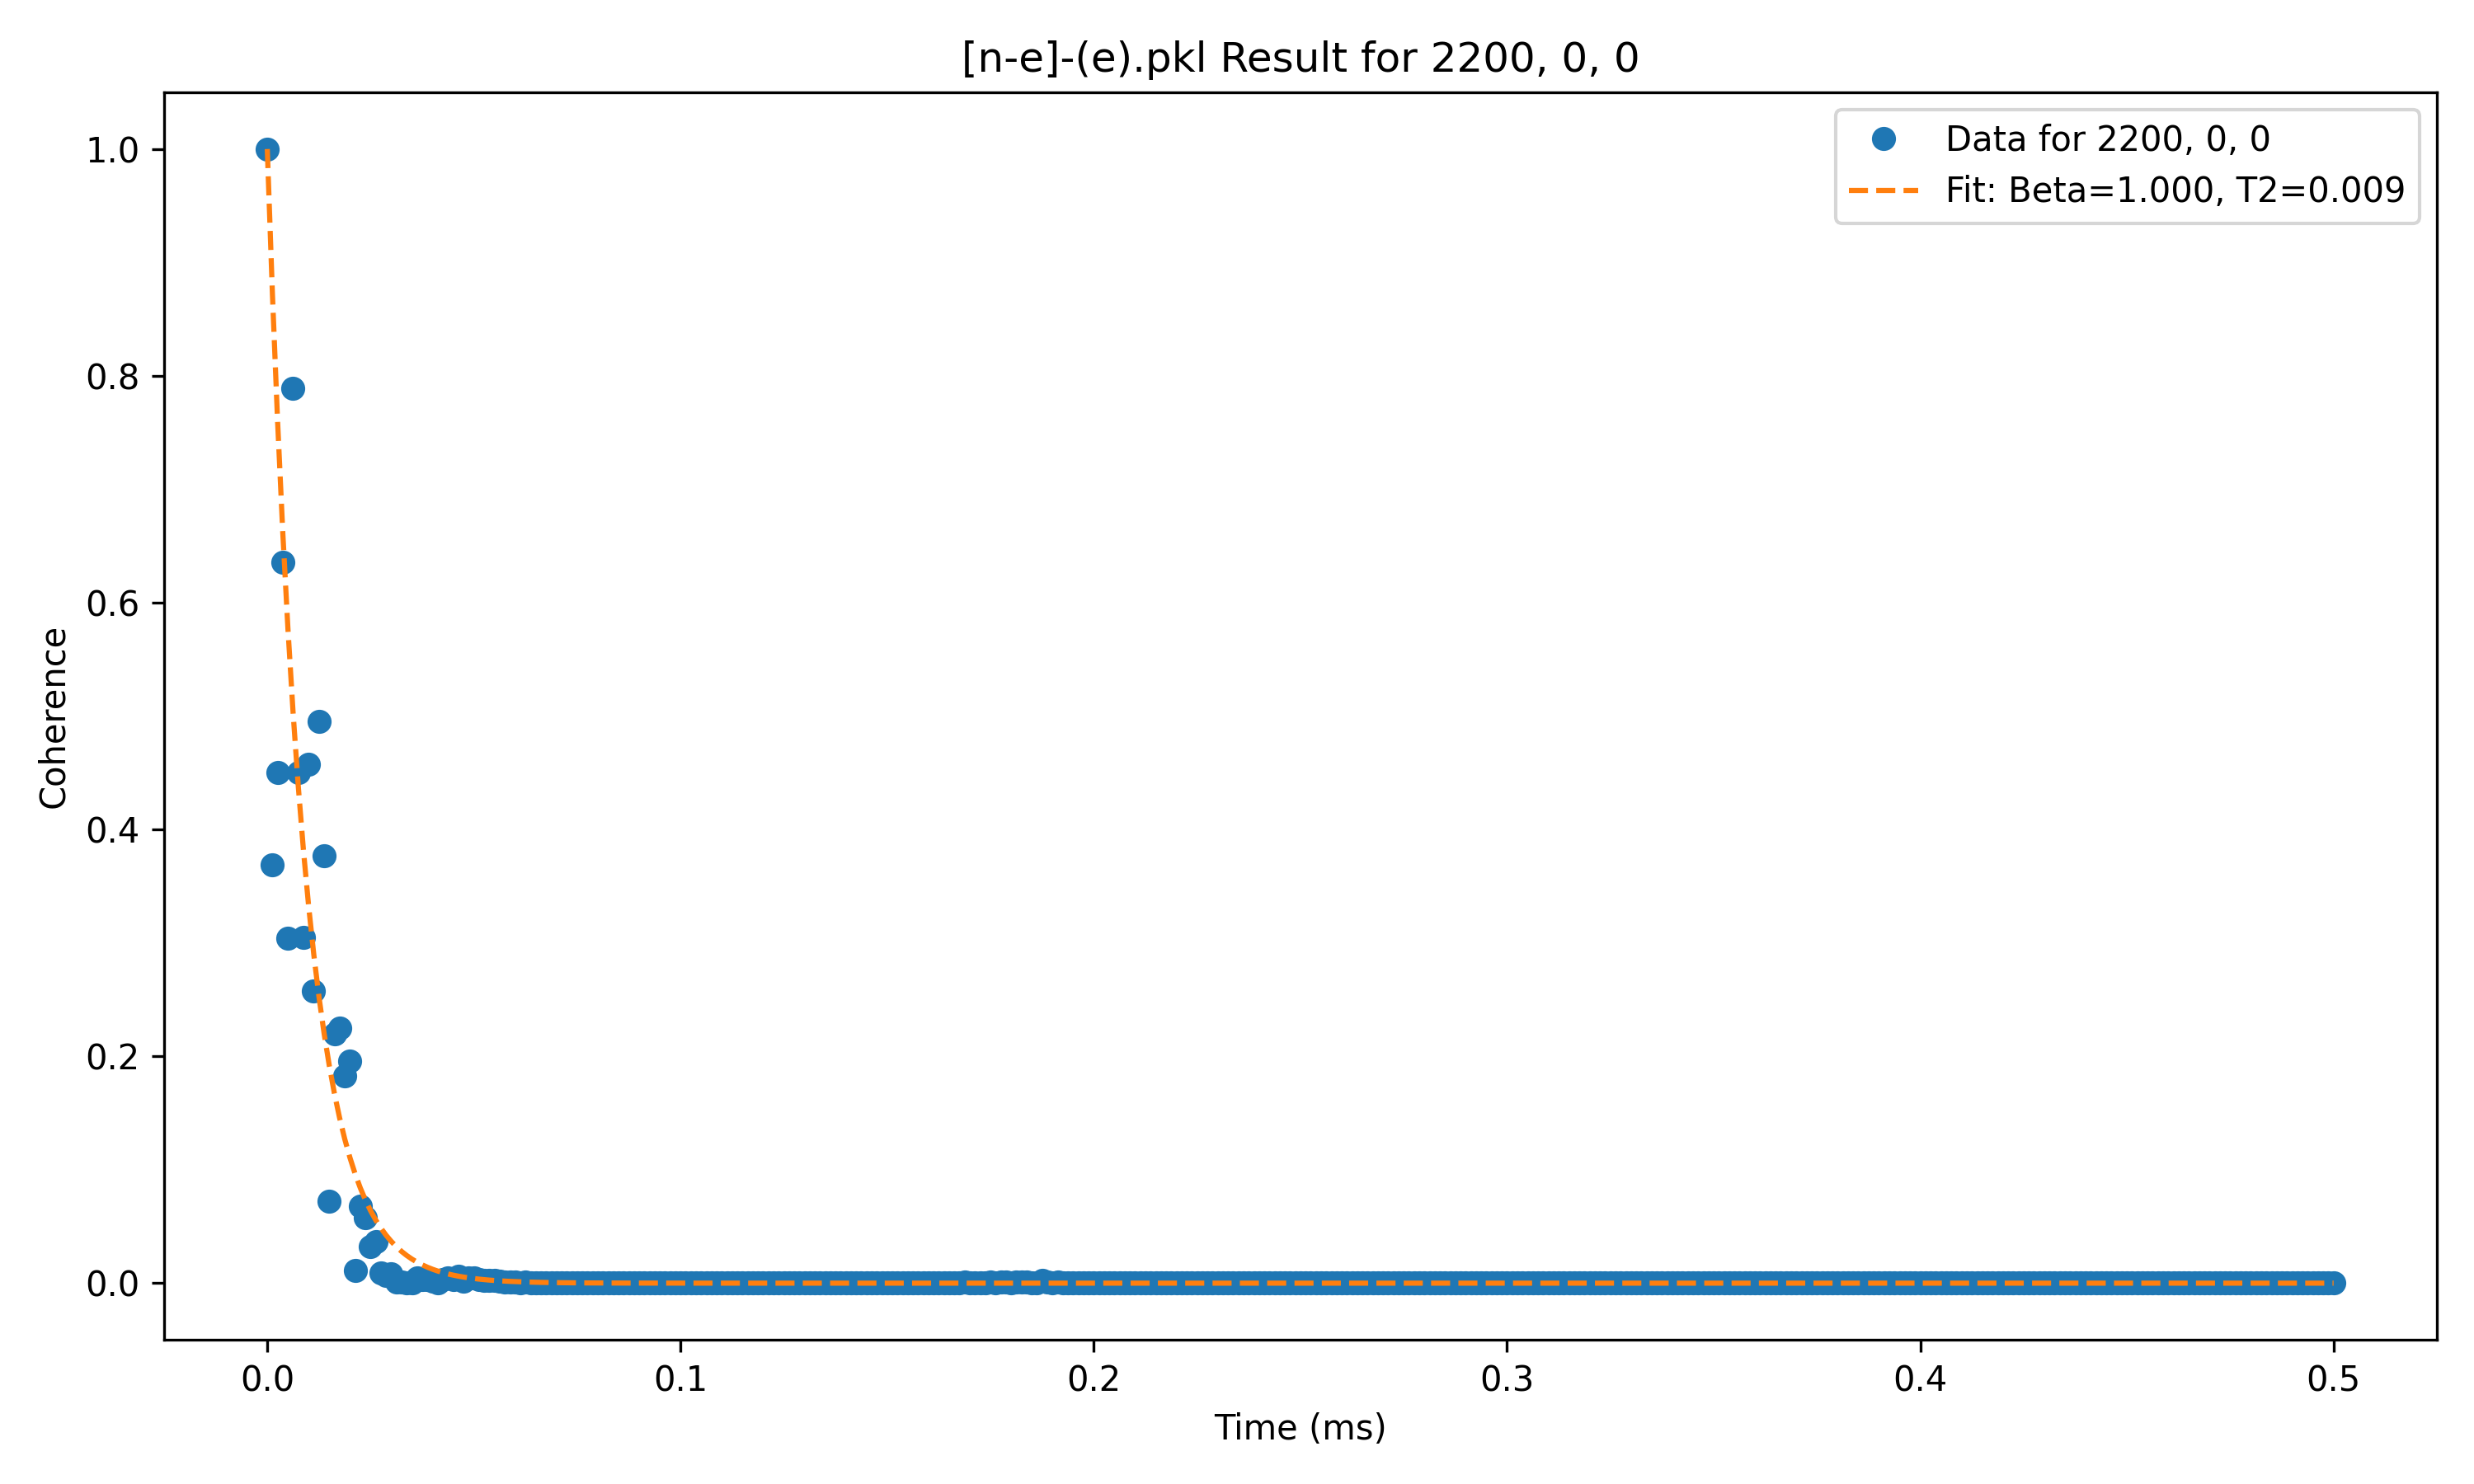 [n-e]-(e).pkl Result for 2200, 0, 0
Data for 2200, 0, 0
Fit: Beta=1.000, T2=0.009
Coherence
1.0
0.8
0.6
0.4
0.2
0.0
0.0 0.1 0.2 0.3 0.4 0.5
Time (ms)